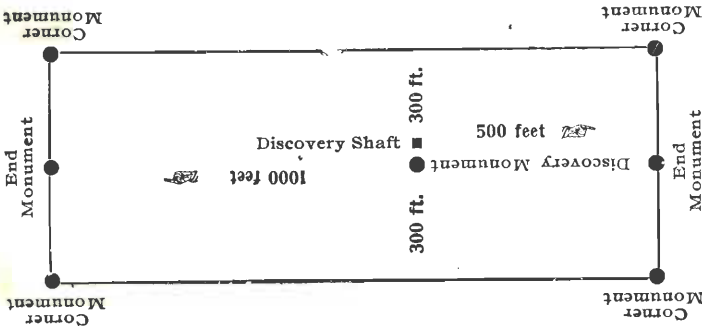 Corner
Monument
Corner
Monument
300 ft.
500 feet
Discovery Shaft
Discovery Monument
1000 feet
End
Monument
End
Monument
300 ft.
Corner
Monument
Corner
Monument